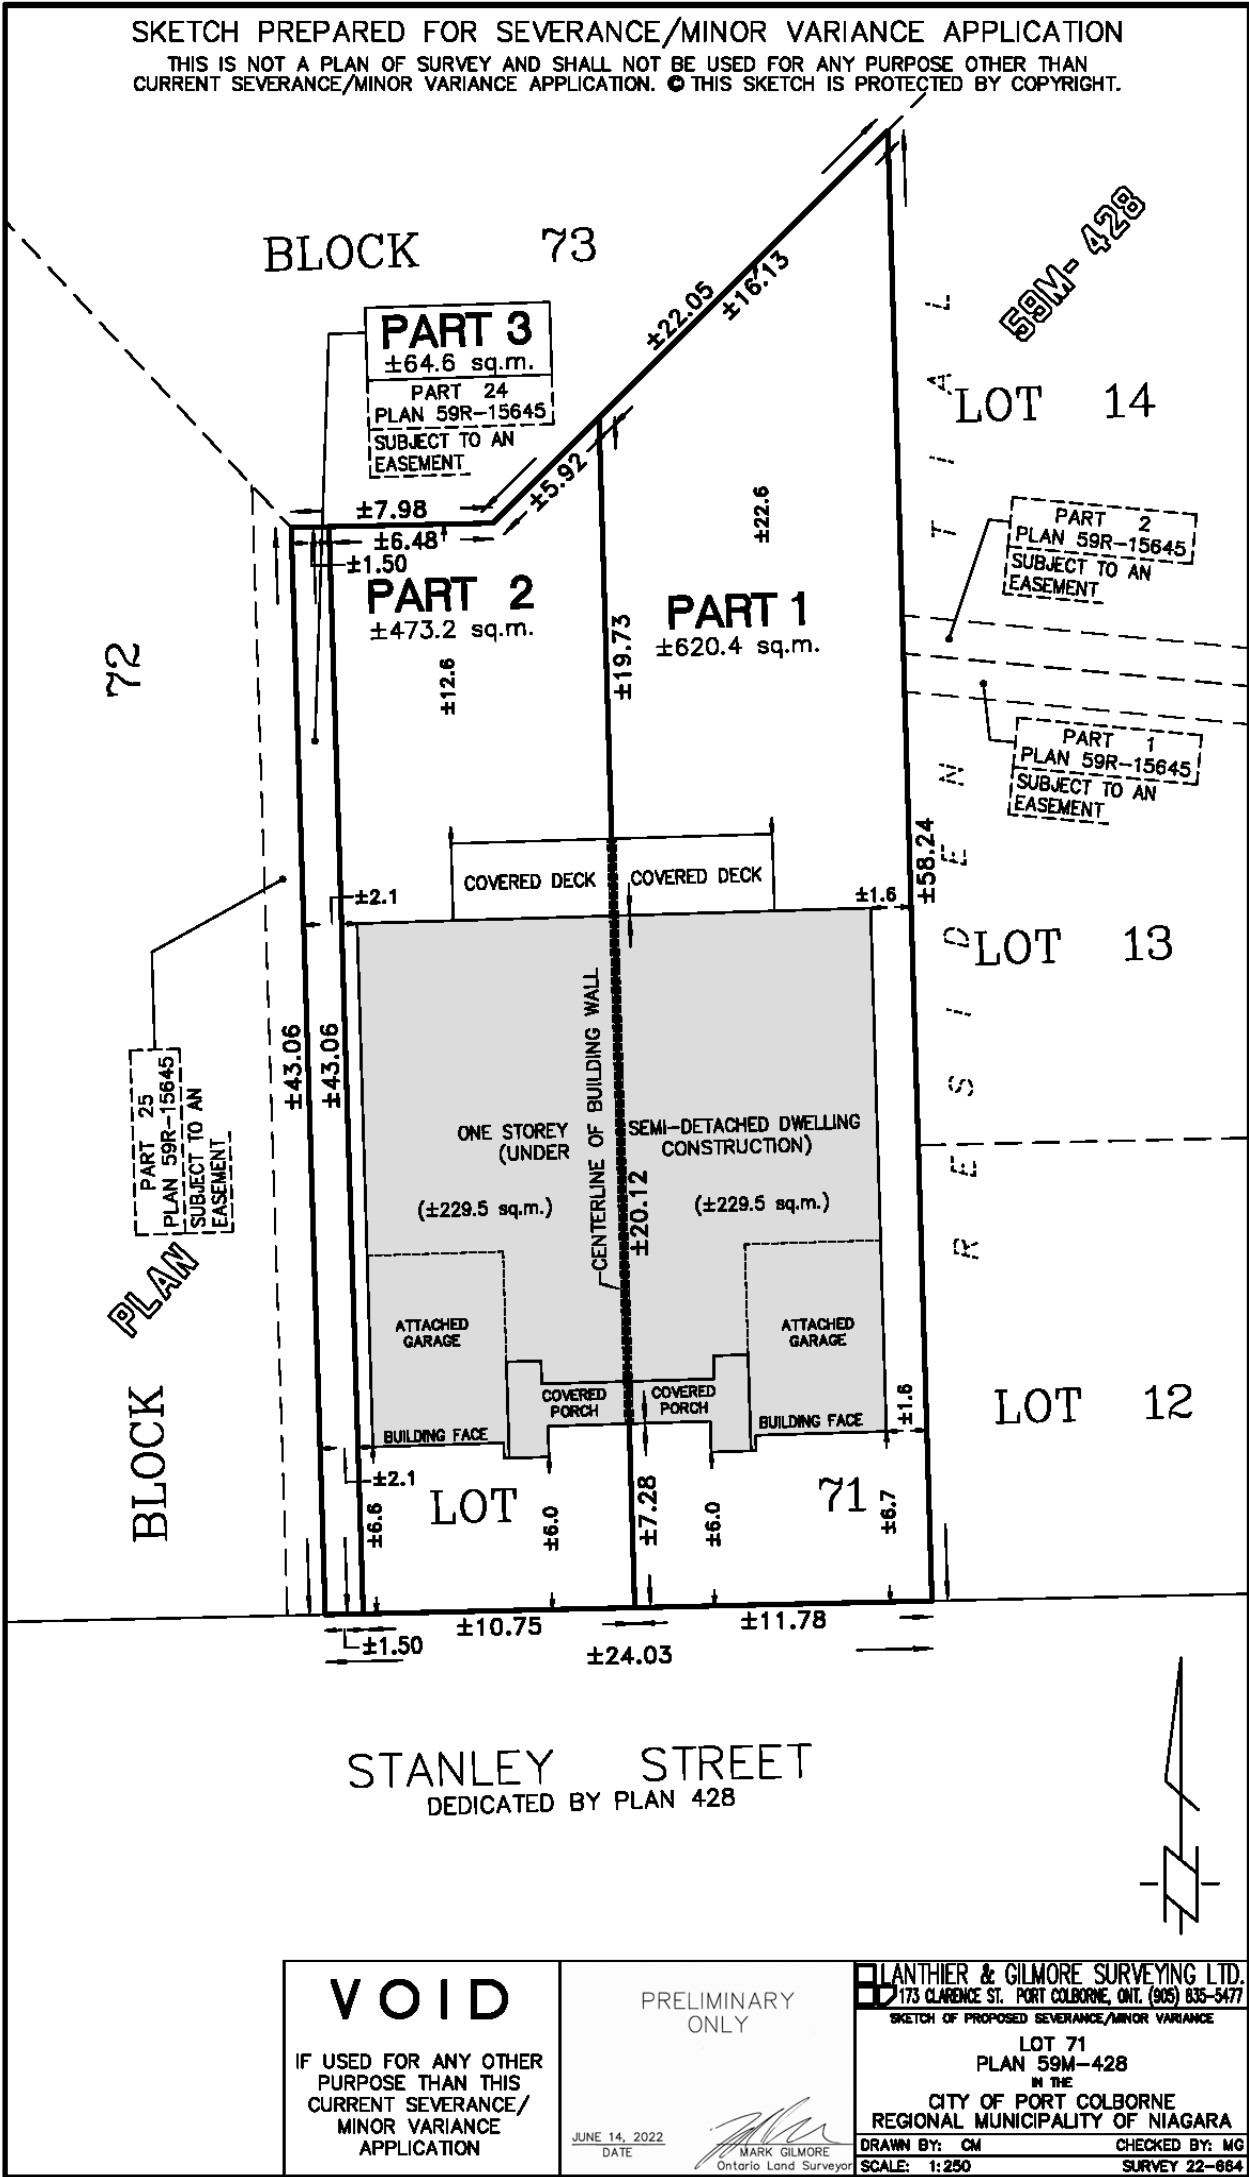 SKETCH PREPARED FOR SEVERANCE/MINOR VARIANCE APPLICATION
THIS IS NOT A PLAN OF SURVEY AND SHALL NOT BE USED FOR ANY PURPOSE OTHER THAN
CURRENT SEVERANCE/MINOR VARIANCE APPLICATION. © THIS SKETCH IS PROTECTED BY COPYRIGHT.
BLOCK 73
59M-428
±22.05
±16.13
PART 3
±64.6 sq.m.
PART 24
PLAN 59R-15645
SUBJECT TO AN
EASEMENT
LOT 14
±5.92
±7.98
±6.48
±1.50
±22.6
PART 2
PLAN 59R-15645
SUBJECT TO AN
EASEMENT
PART 2
±473.2 sq.m.
PART 1
±620.4 sq.m.
72
±12.6
±19.73
PART 1
PLAN 59R-15645
SUBJECT TO AN
EASEMENT
RESIDENTIAL
±58.24
COVERED DECK
COVERED DECK
±2.1
±1.6
LOT 13
CENTERLINE OF BUILDING WALL
±43.06
±43.06
PART 25
PLAN 59R-15645
SUBJECT TO AN
EASEMENT
ONE STOREY SEMI-DETACHED DWELLING
(UNDER CONSTRUCTION)
(±229.5 sq.m.)
(±229.5 sq.m.)
±20.12
PLAN
ATTACHED
GARAGE
ATTACHED
GARAGE
BLOCK
COVERED
PORCH
COVERED
PORCH
BUILDING FACE
BUILDING FACE
±1.6
LOT 12
±2.1
LOT 71
±6.6
±6.0
±7.28
±6.0
±6.7
±10.75
±11.78
±1.50
±24.03
STANLEY STREET
DEDICATED BY PLAN 428
VOID
IF USED FOR ANY OTHER
PURPOSE THAN THIS
CURRENT SEVERANCE/
MINOR VARIANCE
APPLICATION
PRELIMINARY
ONLY
JUNE 14, 2022
DATE
MARK GILMORE
Ontario Land Surveyor
LANTHIER & GILMORE SURVEYING LTD.
173 CLARENCE ST. PORT COLBORNE, ONT. (905) 835-5477
SKETCH OF PROPOSED SEVERANCE/MINOR VARIANCE
LOT 71
PLAN 59M-428
IN THE
CITY OF PORT COLBORNE
REGIONAL MUNICIPALITY OF NIAGARA
DRAWN BY: CM CHECKED BY: MG
SCALE: 1:250 SURVEY 22-664